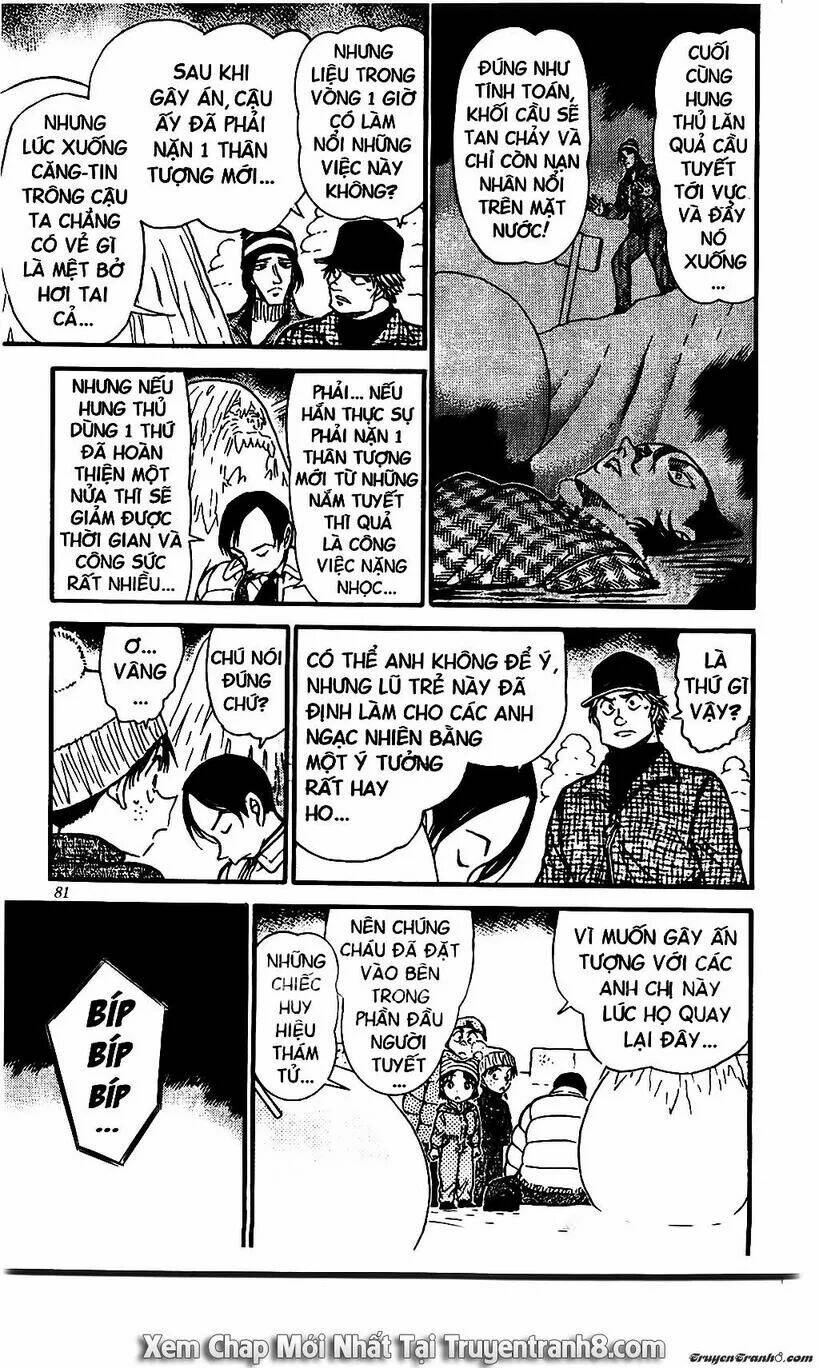 CUỐI
CÙNG
HUNG
THỦ LĂN
QUẢ CẦU
TUYẾT
TỚI VỰC
VÀ ĐẨY
NÓ
XUỐNG
...
ĐÚNG NHƯ
TÍNH TOÁN,
KHỐI CẦU SẼ
TAN CHẢY VÀ
CHỈ CÒN NẠN
NHÂN NỔI
TRÊN MẶT
NƯỚC!
NHƯNG
LIỆU TRONG
VÒNG 1 GIỜ
CÓ LÀM
NỔI NHỮNG
VIỆC NÀY
KHÔNG?
SAU KHI
GÂY ÁN, CẬU
ẤY ĐÃ PHẢI
NẶN 1 THÂN
TƯỢNG MỚI...
NHƯNG
LÚC XUỐNG
CĂNG-TIN
TRÔNG CẬU
TA CHẲNG
CÓ VẺ GÌ
LÀ MỆT BỞ
HƠI TAI
CẢ...
PHẢI... NẾU
HẮN THỰC SỰ
PHẢI NẶN 1
THÂN TƯỢNG
MỚI TỪ NHỮNG
NẮM TUYẾT
THÌ QUẢ
LÀ CÔNG
VIỆC NẶNG
NHỌC...
NHƯNG NẾU
HUNG THỦ
DÙNG 1 THỨ
ĐÃ HOÀN
THIỆN MỘT
NỬA THÌ SẼ
GIẢM ĐƯỢC
THỜI GIAN VÀ
CÔNG SỨC
RẤT NHIỀU...
LÀ
THỨ GÌ
VẬY?
CÓ THỂ ANH KHÔNG ĐỂ Ý,
NHƯNG LŨ TRẺ NÀY ĐÃ
ĐỊNH LÀM CHO CÁC ANH
NGẠC NHIÊN BẰNG
MỘT Ý TƯỞNG
RẤT HAY
HO...
CHÚ NÓI
ĐÚNG
CHỨ?
Ơ...
VÂNG
...
81
VÌ MUỐN GÂY ẤN
TƯỢNG VỚI CÁC
ANH CHỊ NÀY
LÚC HỌ QUAY
LẠI ĐÂY...
NÊN CHÚNG
CHÁU ĐÃ ĐẶT
VÀO BÊN
TRONG
PHẦN ĐẦU
NGƯỜI
TUYẾT
...
NHỮNG
CHIẾC
HUY
HIỆU
THÁM
TỬ...
BÍP
BÍP
BÍP
...
Xem Chap Mới Nhất Tại Truyentranh8.com
TruyenTranh8.com